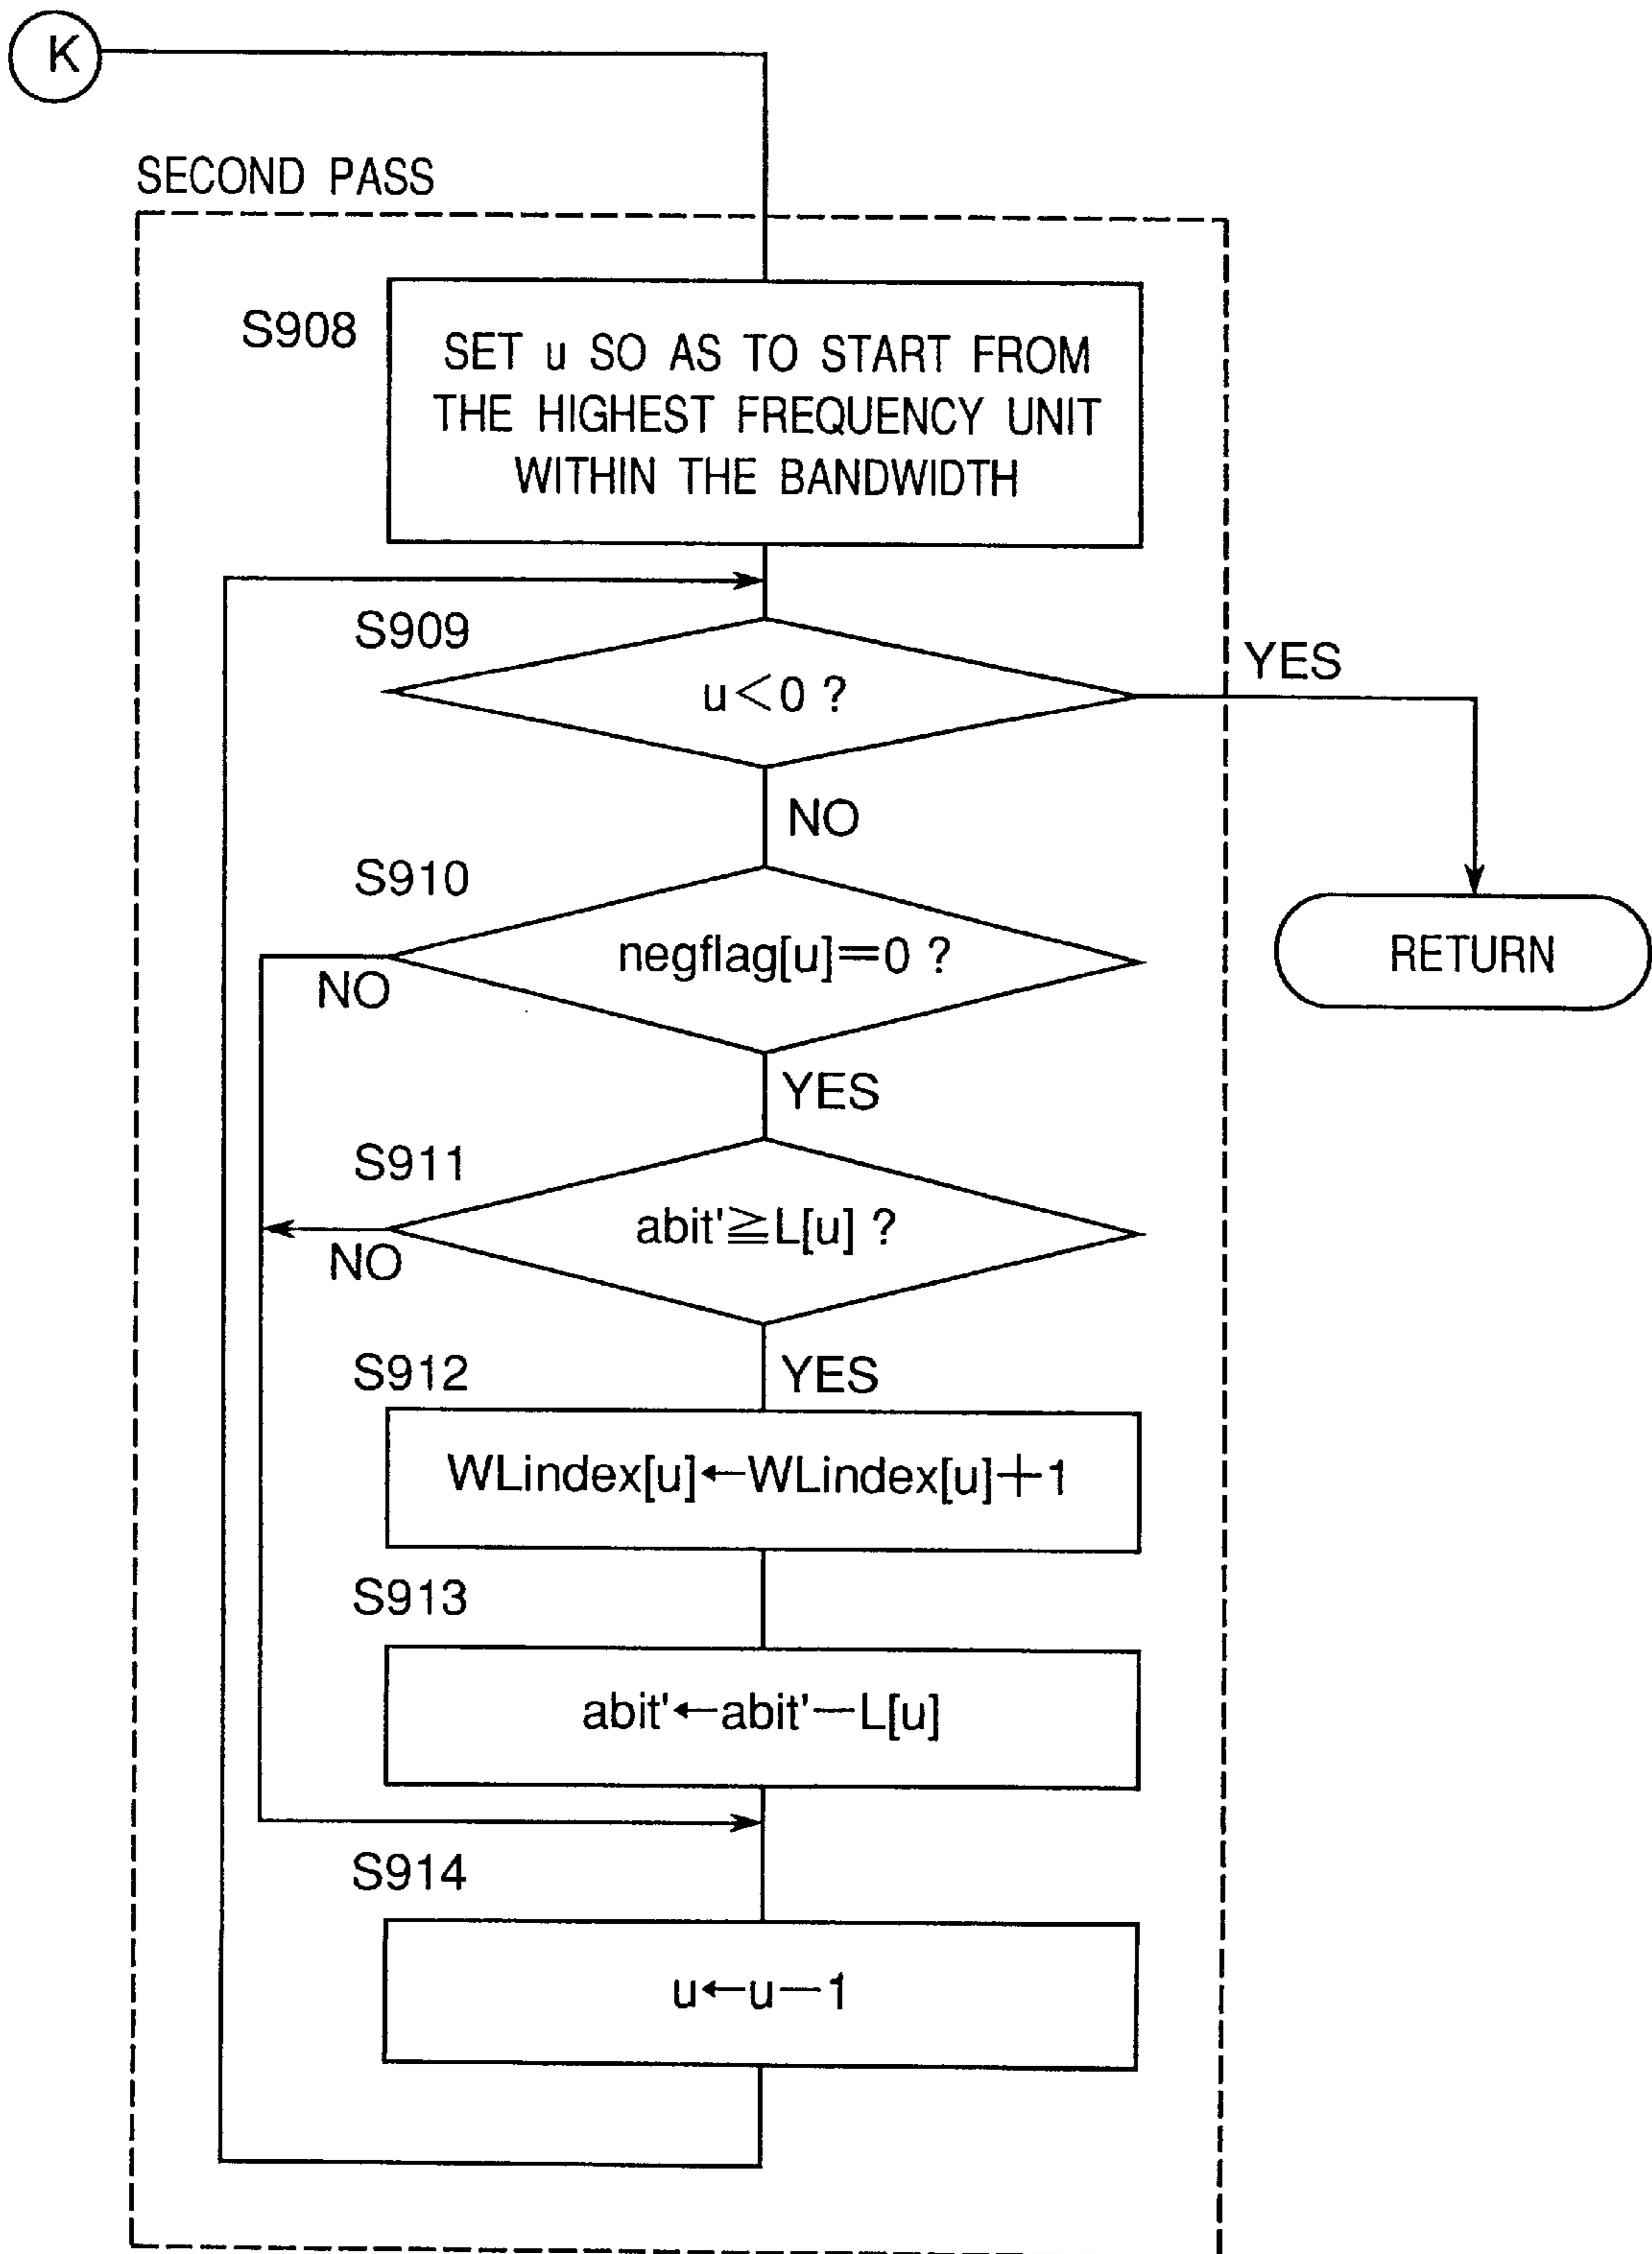 K
SECOND PASS
S908
SET u SO AS TO START FROM
THE HIGHEST FREQUENCY UNIT
WITHIN THE BANDWIDTH
S909
u<0 ?
YES
NO
S910
negflag[u]=0 ?
NO
YES
RETURN
S911
abit'≧L[u] ?
NO
YES
S912
WLindex[u]←WLindex[u]+1
S913
abit'←abit'−L[u]
S914
u←u−1